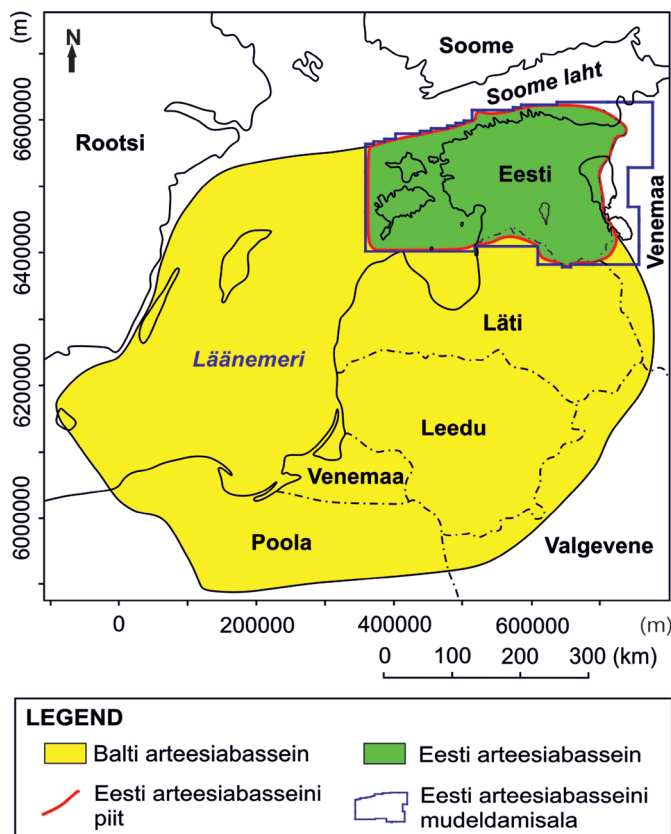 (m)
N
Soome
Soome laht
Rootsi
Eesti
Venemaa
Läti
Läänemeri
Leedu
Venemaa
Poola
Valgevene
6600000
6400000
6200000
6000000
0 200000 400000 600000 (m)
0 100 200 300 (km)
LEGEND
Balti arteesiabassein
Eesti arteesiabassein
Eesti arteesiabasseini
piit
Eesti arteesiabasseini
mudeldamisala